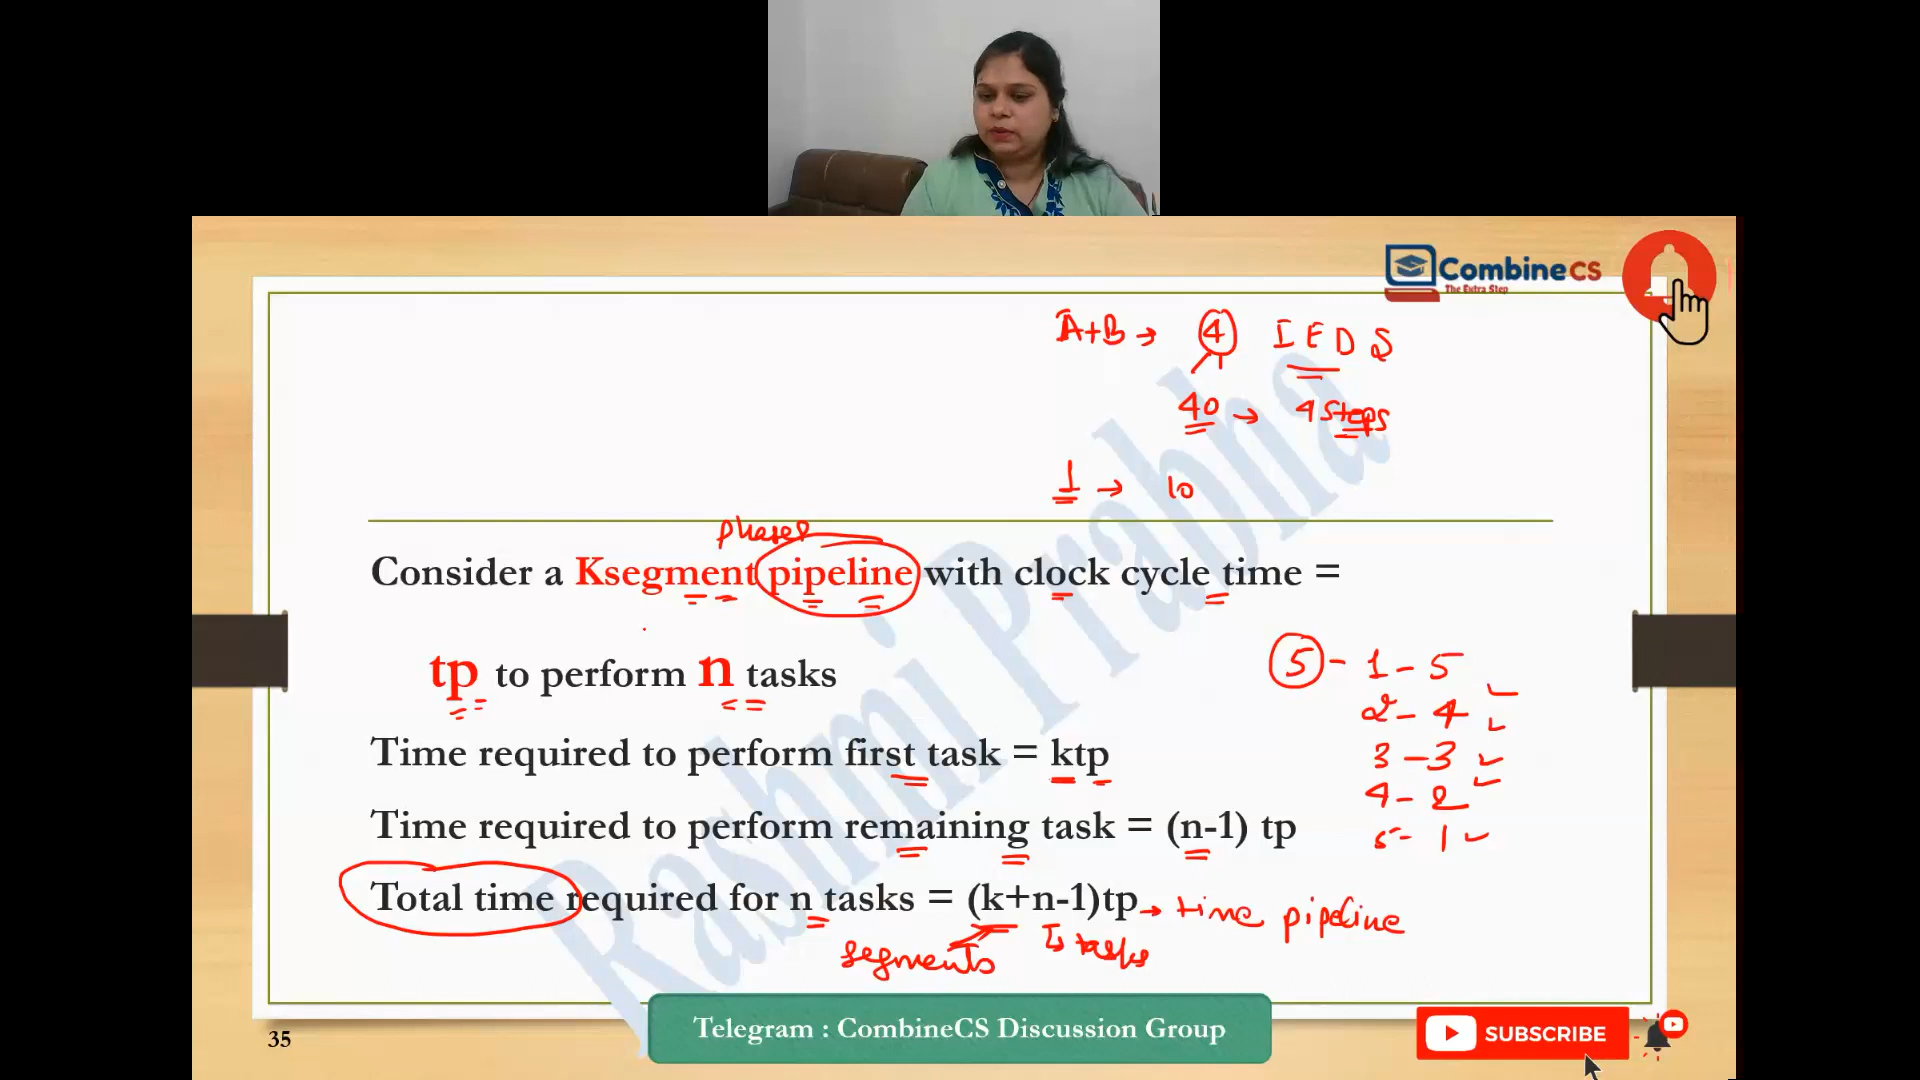 CombineCS
The Extra Step
A+B → 4 I E D S
40 → 4 steps
1 → 10
phases
Consider a Ksegment pipeline with clock cycle time =
tp to perform n tasks
5 - 1 - 5
2 - 4
3 - 3
4 - 2
5 - 1
Time required to perform first task = ktp
Time required to perform remaining task = (n-1) tp
Total time required for n tasks = (k+n-1)tp → time pipeline
segments ↳ tasks
Rashmi Prabha
Telegram : CombineCS Discussion Group
SUBSCRIBE
35